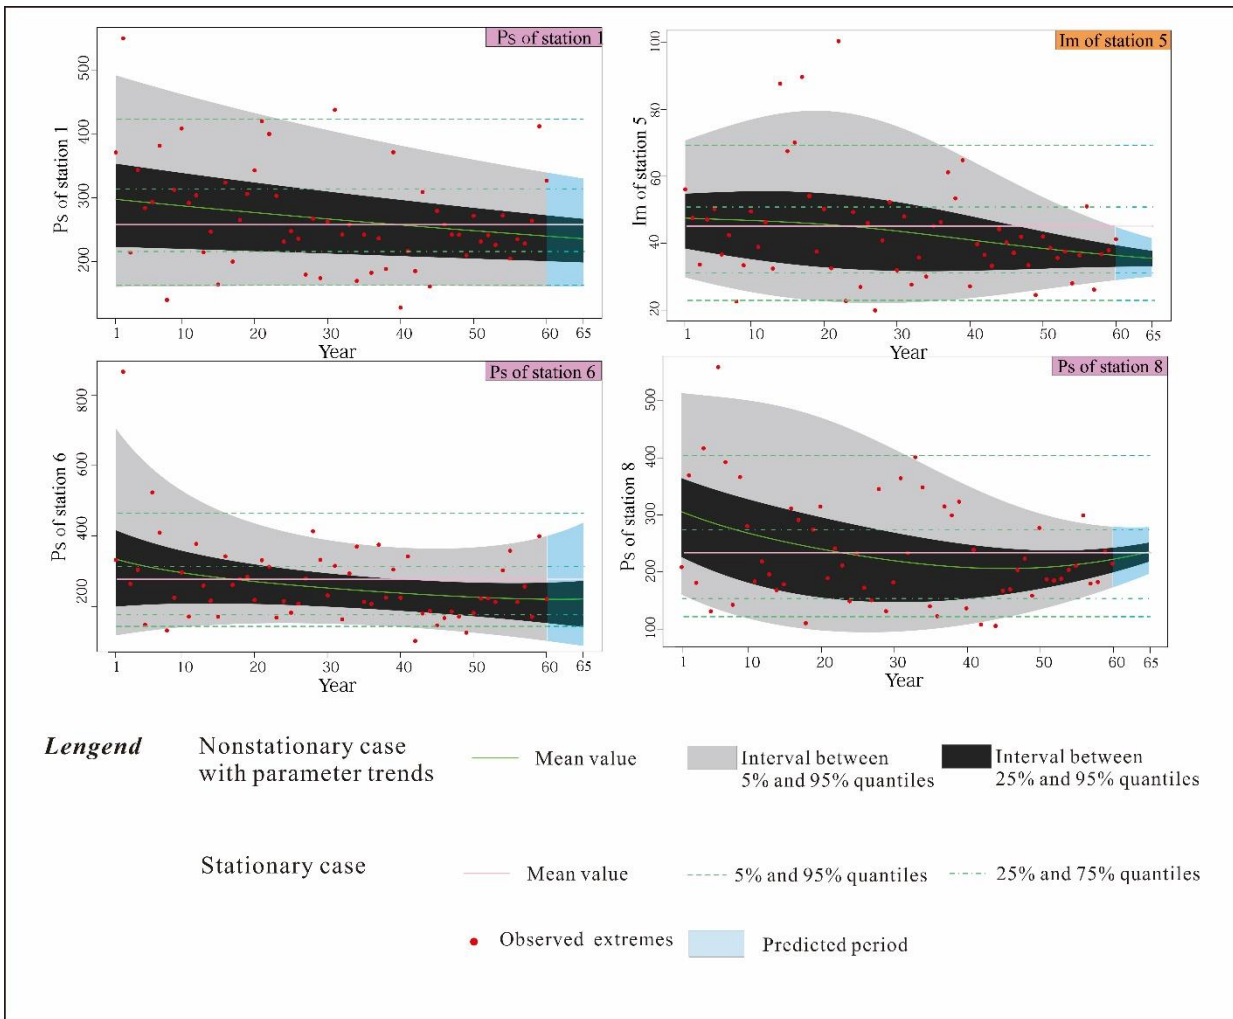 Ps of station 1
Ps of station 1
500
400
300
200
1
10
20
30
40
50
60
65
Year
Im of station 5
Im of station 5
100
80
60
40
20
1
10
20
30
40
50
60
65
Year
Ps of station 6
Ps of station 6
800
600
400
200
1
10
20
30
40
50
60
65
Year
Ps of station 8
Ps of station 8
500
400
300
200
100
1
10
20
30
40
50
60
65
Year
Lengend
Nonstationary case
with parameter trends
Mean value
Interval between
5% and 95% quantiles
Interval between
25% and 95% quantiles
Stationary case
Mean value
5% and 95% quantiles
25% and 75% quantiles
Observed extremes
Predicted period